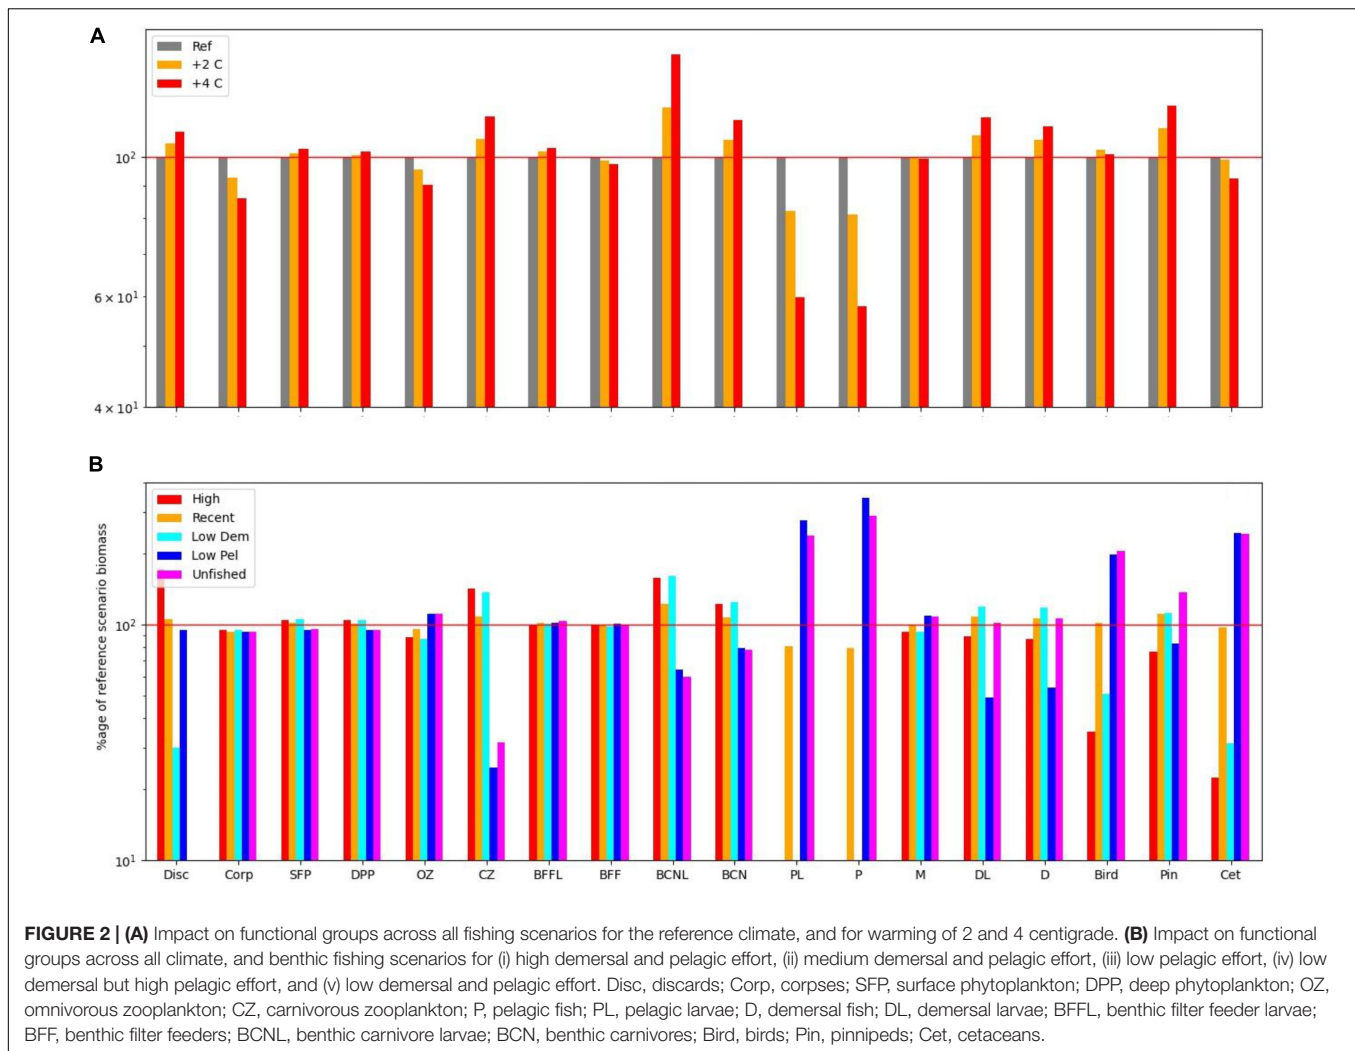 A
Ref
+2 C
+4 C
10²
6 × 10¹
4 × 10¹
B
%age of reference scenario biomass
High
Recent
Low Dem
Low Pel
Unfished
10²
10¹
Disc Corp SFP DPP OZ CZ BFFL BFF BCNL BCN PL P M DL D Bird Pin Cet
FIGURE 2 | (A) Impact on functional groups across all fishing scenarios for the reference climate, and for warming of 2 and 4 centigrade. (B) Impact on functional
groups across all climate, and benthic fishing scenarios for (i) high demersal and pelagic effort, (ii) medium demersal and pelagic effort, (iii) low pelagic effort, (iv) low
demersal but high pelagic effort, and (v) low demersal and pelagic effort. Disc, discards; Corp, corpses; SFP, surface phytoplankton; DPP, deep phytoplankton; OZ,
omnivorous zooplankton; CZ, carnivorous zooplankton; P, pelagic fish; PL, pelagic larvae; D, demersal fish; DL, demersal larvae; BFFL, benthic filter feeder larvae;
BFF, benthic filter feeders; BCNL, benthic carnivore larvae; BCN, benthic carnivores; Bird, birds; Pin, pinnipeds; Cet, cetaceans.